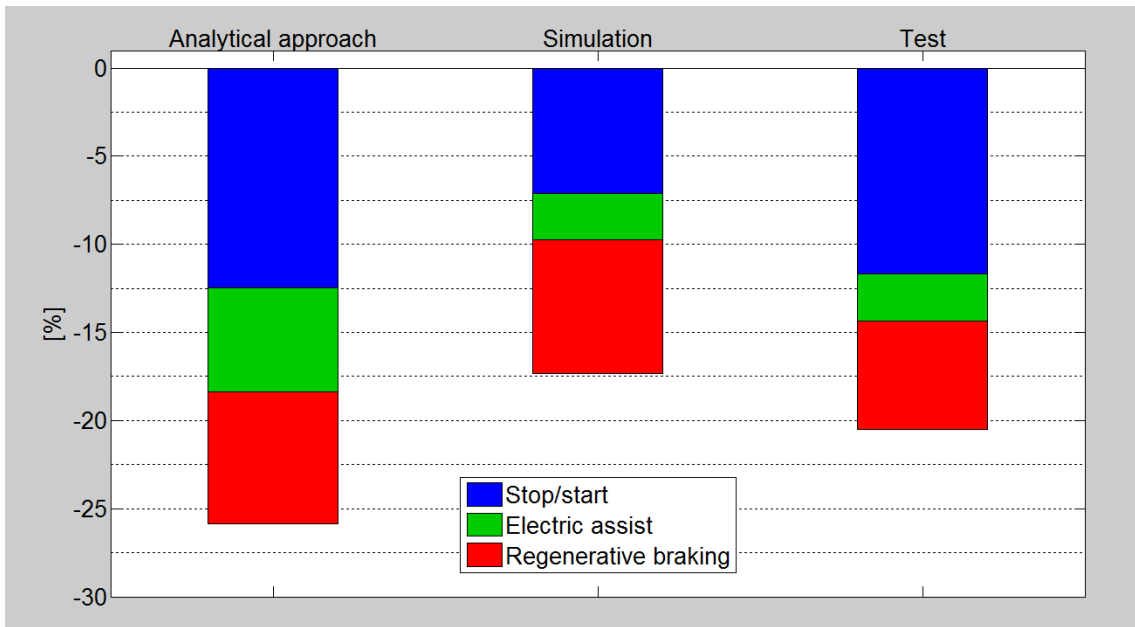 Analytical approach Simulation Test
0
-5
-10
[%]
-15
-20
-25
-30
Stop/start
Electric assist
Regenerative braking